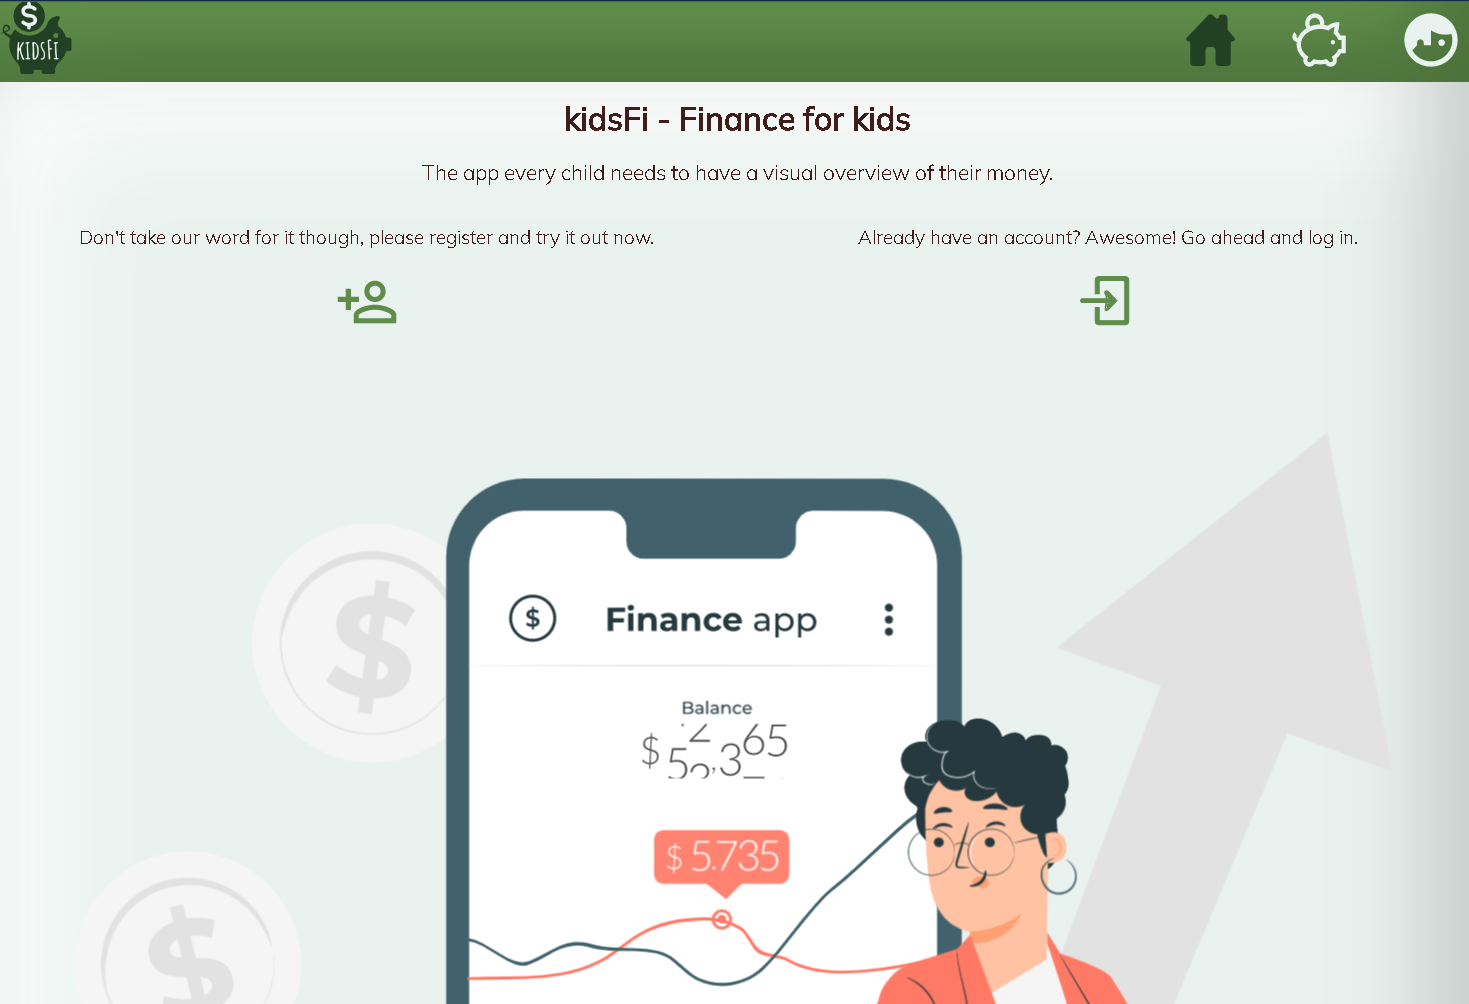 $
KIDSFI
kidsFi - Finance for kids
The app every child needs to have a visual overview of their money.
Don't take our word for it though, please register and try it out now.
Already have an account? Awesome! Go ahead and log in.
$
$ Finance app
Balance
$ 5 ,365
$ 5.735
$